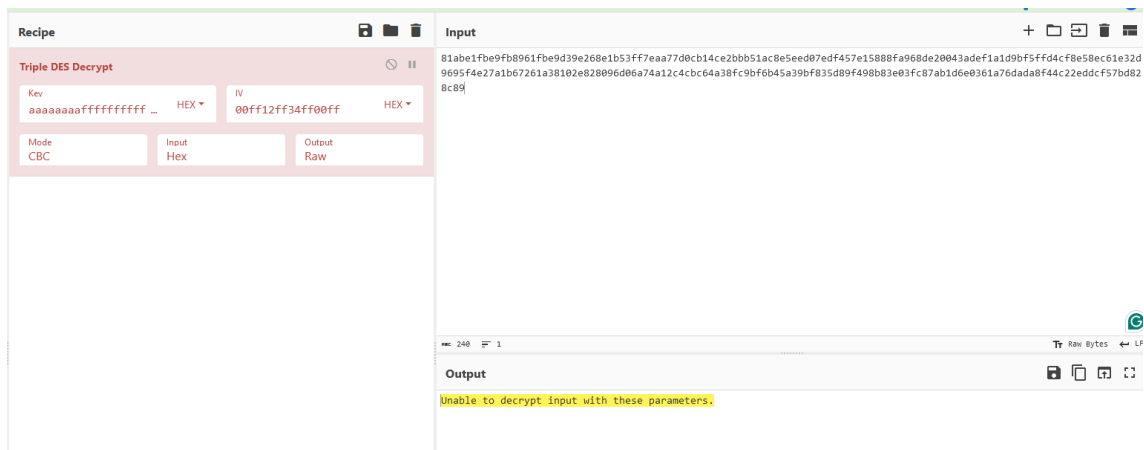 Recipe
Triple DES Decrypt
Key
aaaaaaaaffffffffff …
HEX
IV
00ff12ff34ff00ff
HEX
Mode
CBC
Input
Hex
Output
Raw
Input
81abe1fbe9fb8961fbe9d39e268e1b53ff7eaa77d0cb14ce2bbb51ac8e5eed07edf457e15888fa968de20043adef1a1d9bf5ffd4cf8e58ec61e32d
9695f4e27a1b67261a38102e828096d06a74a12c4cbc64a38fc9bf6b45a39bf835d89f498b83e03fc87ab1d6e0361a76dada8f44c22eddcf57bd82
8c89
240
1
Raw Bytes
LF
Output
Unable to decrypt input with these parameters.